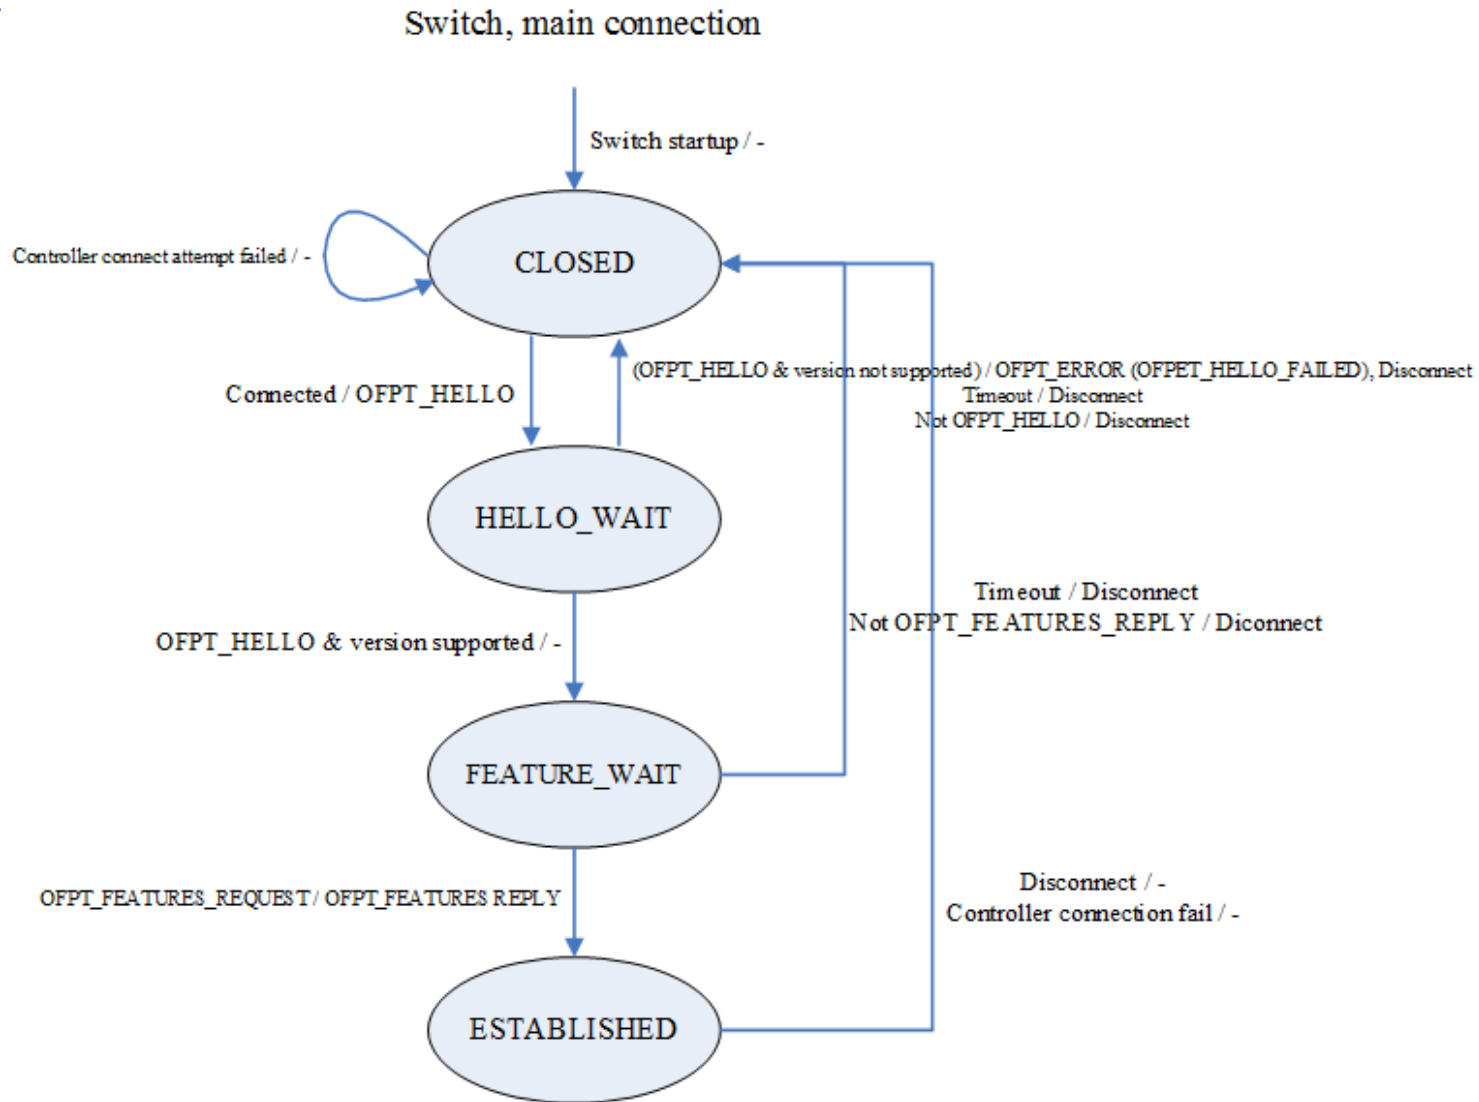 Switch, main connection
Switch startup / -
Controller connect attempt failed / -
CLOSED
(OFPT_HELLO & version not supported) / OFPT_ERROR (OFPET_HELLO_FAILED), Disconnect
Timeout / Disconnect
Not OFPT_HELLO / Disconnect
Connected / OFPT_HELLO
HELLO_WAIT
Timeout / Disconnect
Not OFPT_FEATURES_REPLY / Diconnect
OFPT_HELLO & version supported / -
FEATURE_WAIT
OFPT_FEATURES_REQUEST / OFPT_FEATURES REPLY
Disconnect / -
Controller connection fail / -
ESTABLISHED